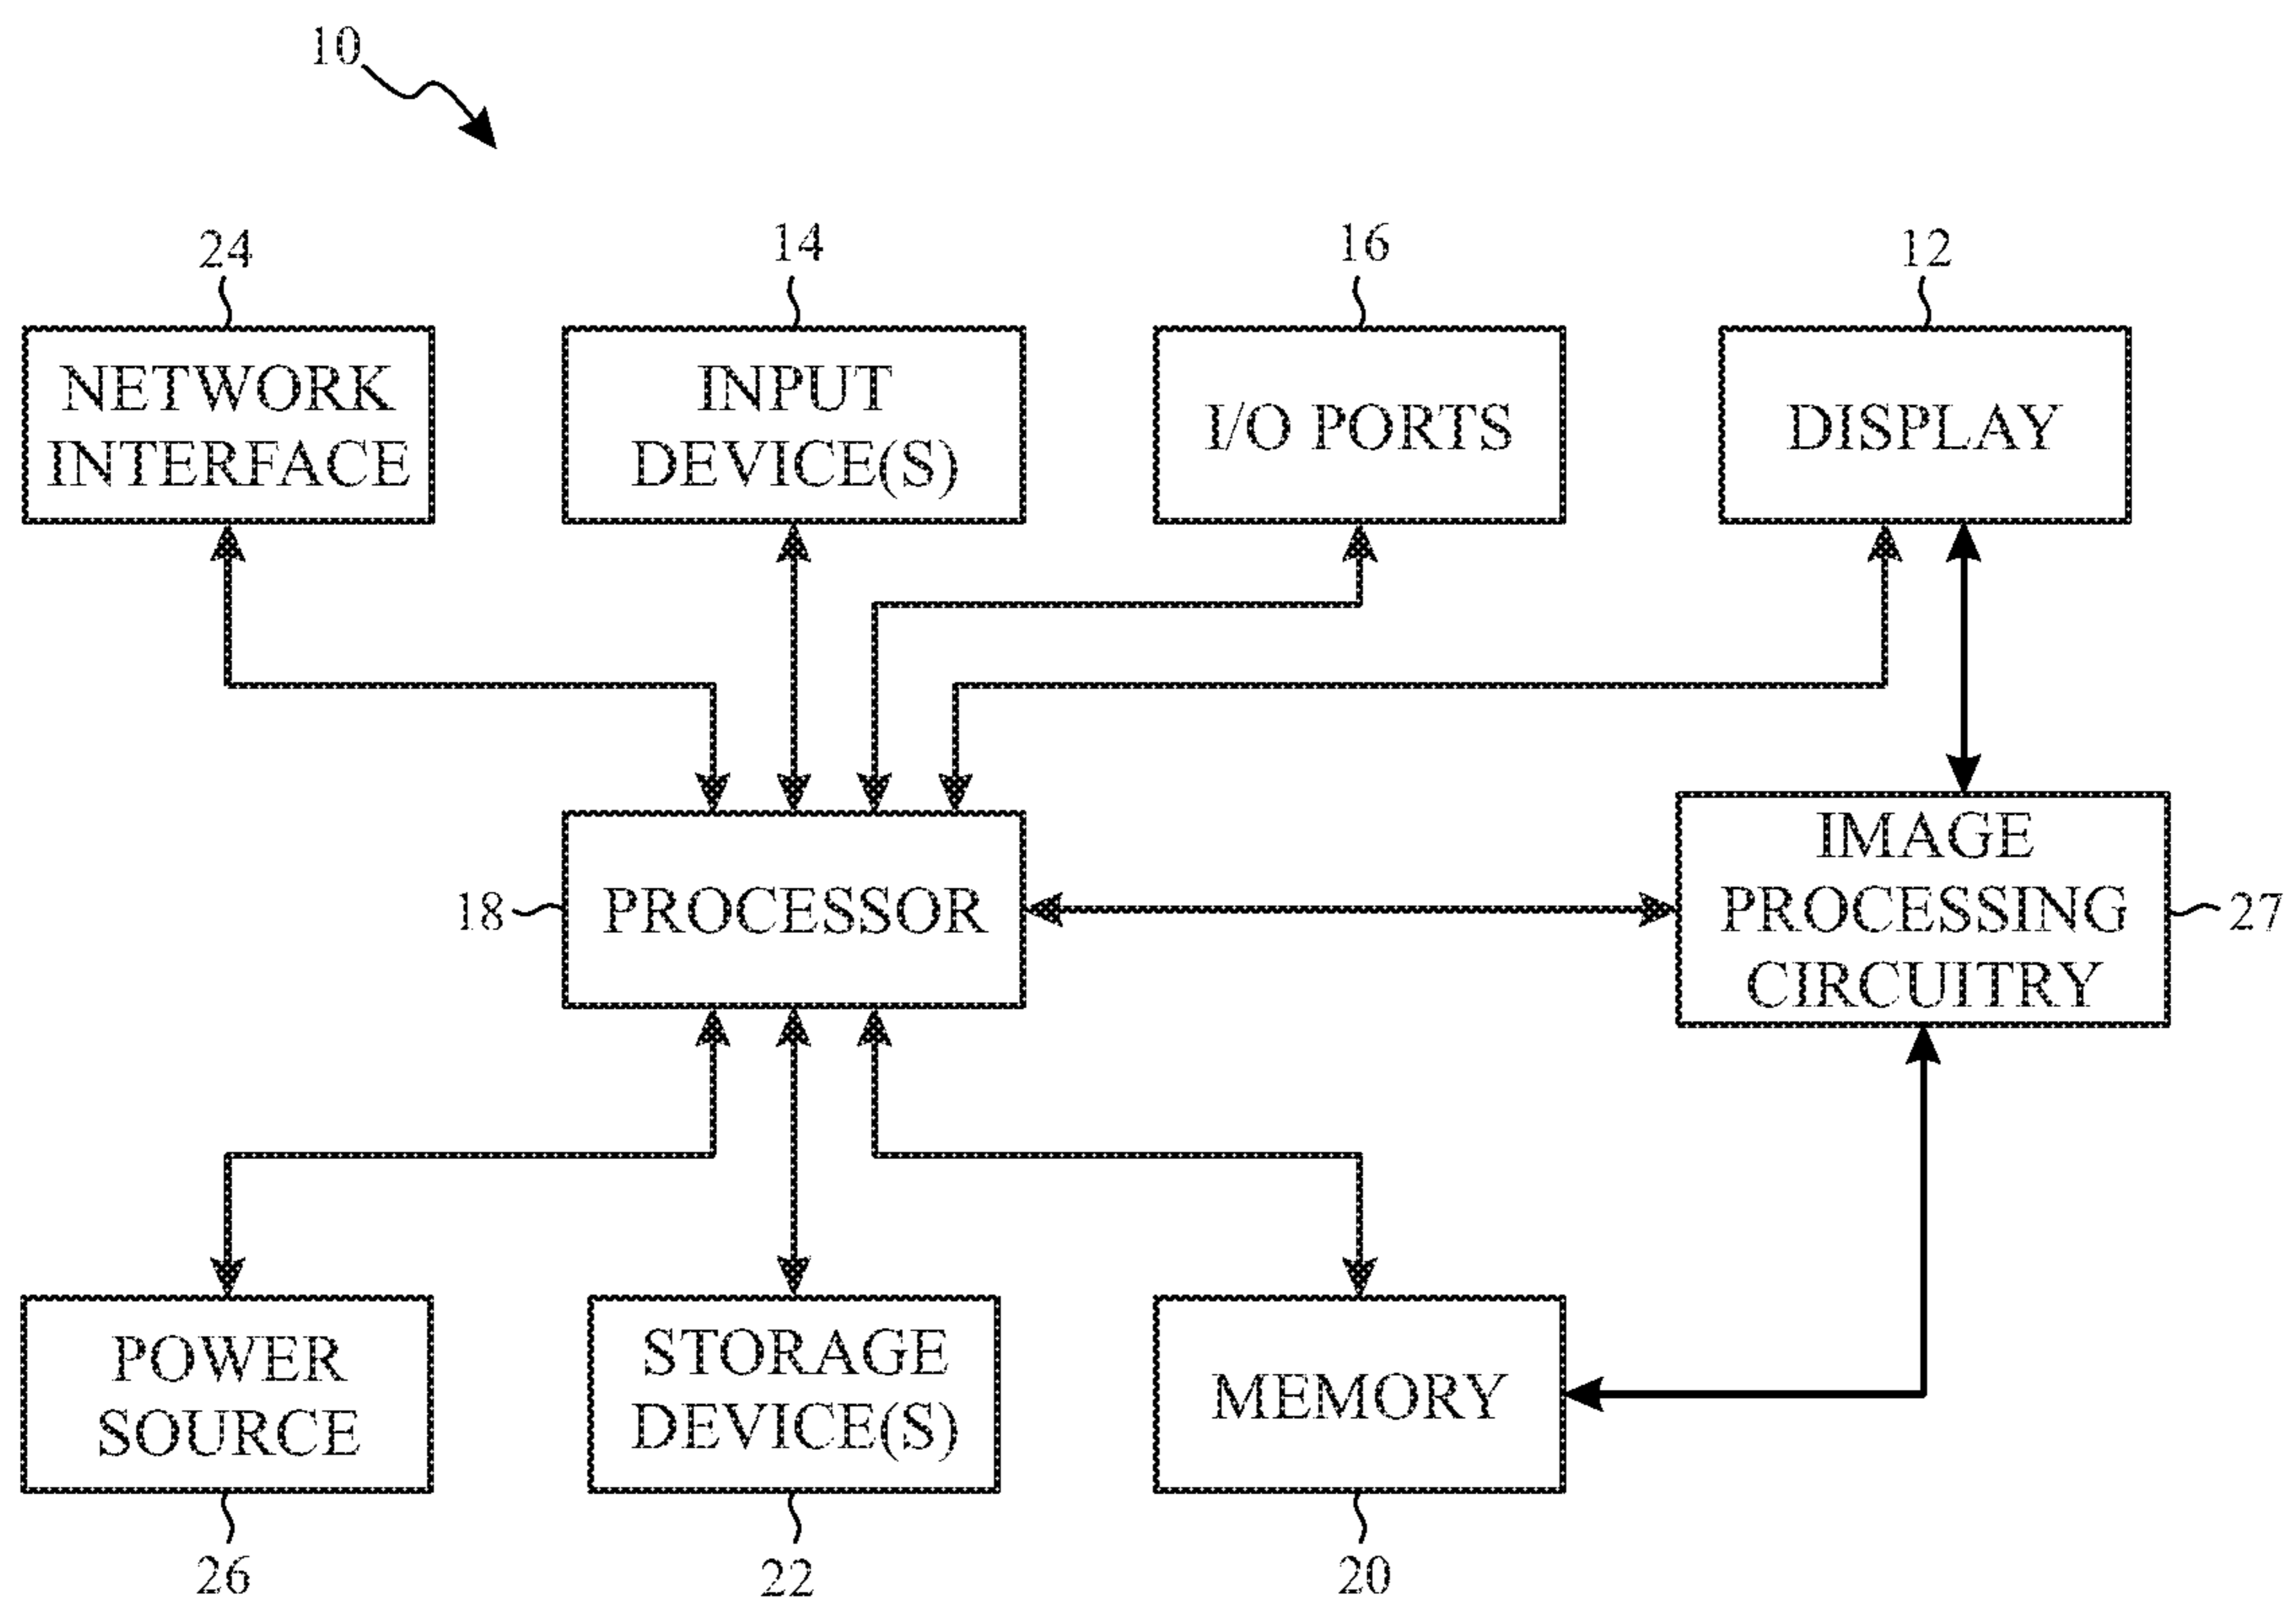 10
24
14
16
12
NETWORK
INTERFACE
INPUT
DEVICE(S)
I/O PORTS
DISPLAY
18
PROCESSOR
IMAGE
PROCESSING
CIRCUITRY
27
POWER
SOURCE
STORAGE
DEVICE(S)
MEMORY
26
22
20